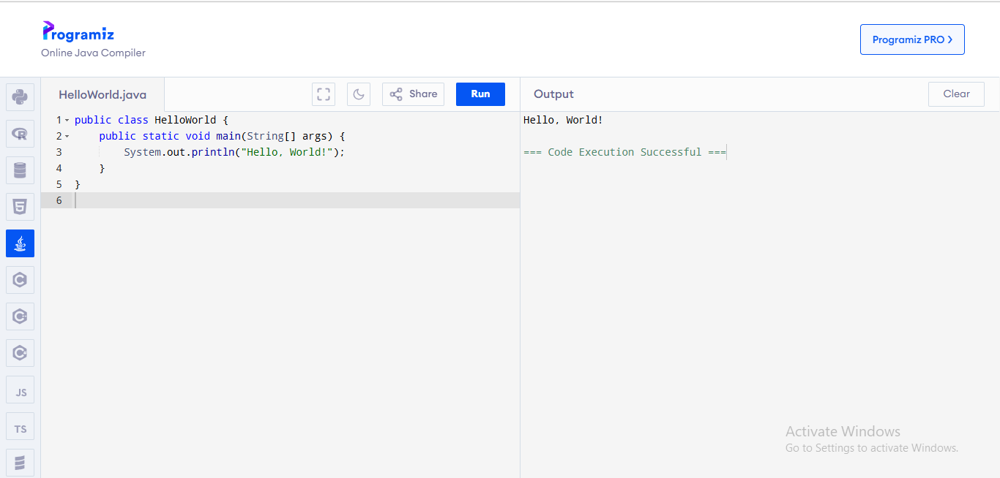 Programiz
Online Java Compiler
Programiz PRO >
HelloWorld.java
Share
Run
Output
Clear
1 public class HelloWorld {
2     public static void main(String[] args) {
3         System.out.println("Hello, World!");
4     }
5 }
6
Hello, World!
=== Code Execution Successful ===
JS
TS
Activate Windows
Go to Settings to activate Windows.